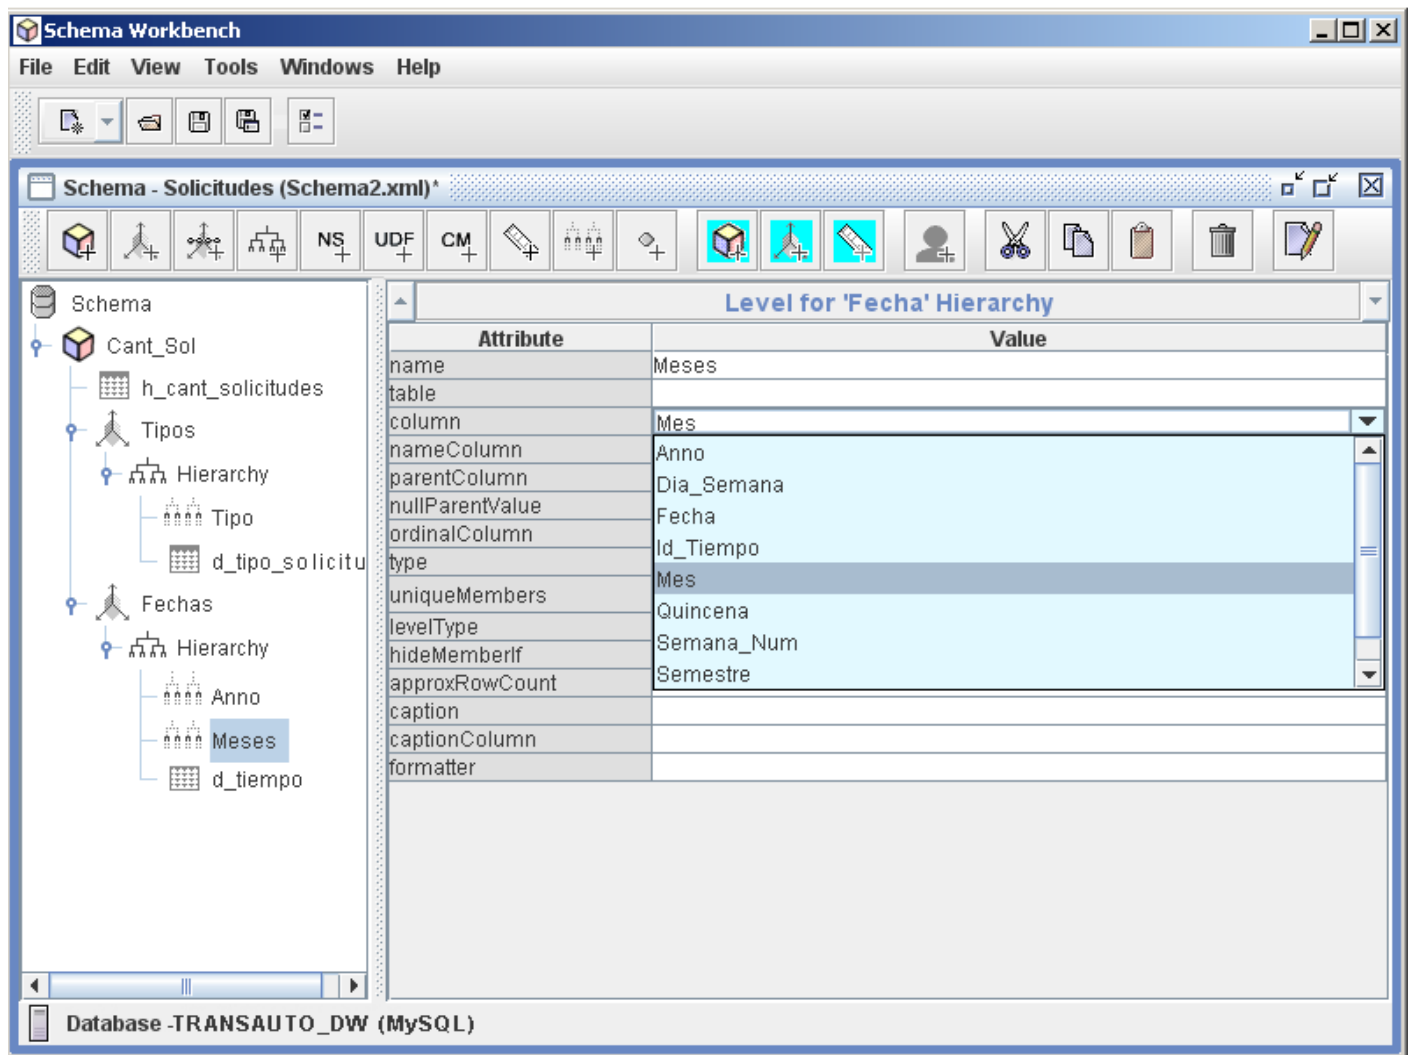 Schema Workbench
File Edit View Tools Windows Help
Schema - Solicitudes (Schema2.xml)*
NS UDF CM
Schema
Cant_Sol
h_cant_solicitudes
Tipos
Hierarchy
Tipo
d_tipo_solicitu
Fechas
Hierarchy
Anno
Meses
d_tiempo
Level for 'Fecha' Hierarchy
Attribute Value
name Meses
table
column Mes
nameColumn
parentColumn
nullParentValue
ordinalColumn
type
uniqueMembers
levelType
hideMemberIf
approxRowCount
caption
captionColumn
formatter
Anno
Dia_Semana
Fecha
Id_Tiempo
Mes
Quincena
Semana_Num
Semestre
Database -TRANSAUTO_DW (MySQL)